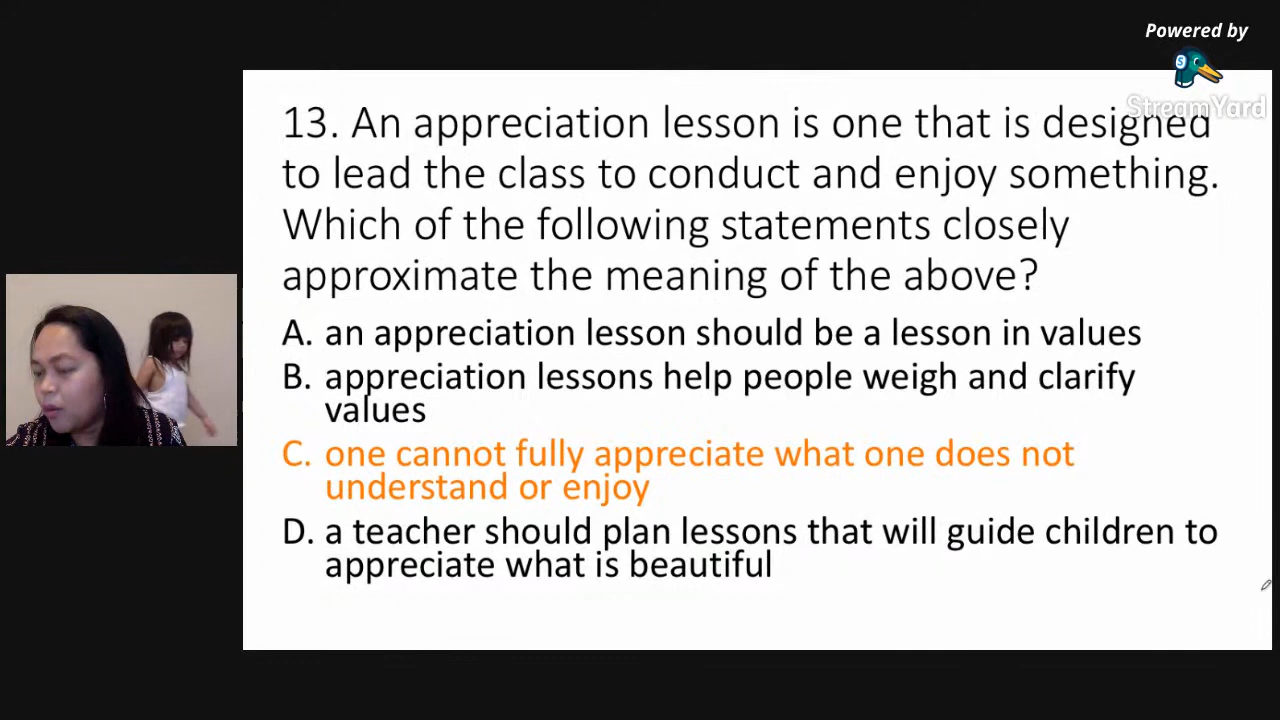 Powered by
StreamYard
13. An appreciation lesson is one that is designed
to lead the class to conduct and enjoy something.
Which of the following statements closely
approximate the meaning of the above?
A. an appreciation lesson should be a lesson in values
B. appreciation lessons help people weigh and clarify
values
C. one cannot fully appreciate what one does not
understand or enjoy
D. a teacher should plan lessons that will guide children to
appreciate what is beautiful